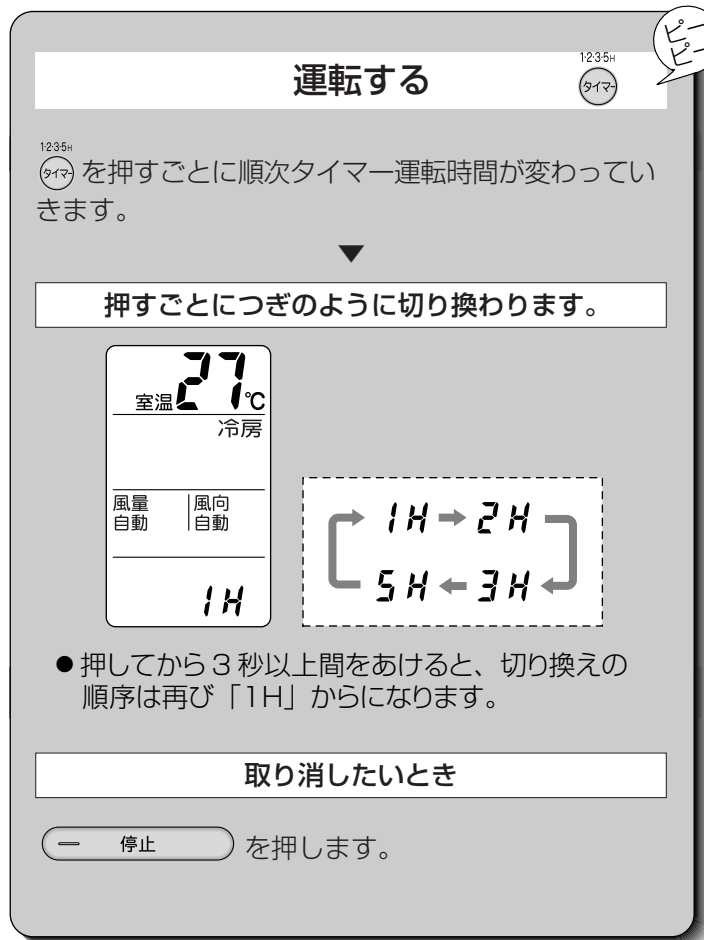 ピー
ピー
運転する
1·2·3·5H
タイマー
1·2·3·5H
タイマー を押すごとに順次タイマー運転時間が変わってい
きます。
▼
押すごとにつぎのように切り換わります。
室温27℃
冷房
風量 風向
自動 自動
1H
1H → 2H
5H ← 3H
●押してから3秒以上間をあけると、切り換えの
順序は再び「1H」からになります。
取り消したいとき
停止 を押します。